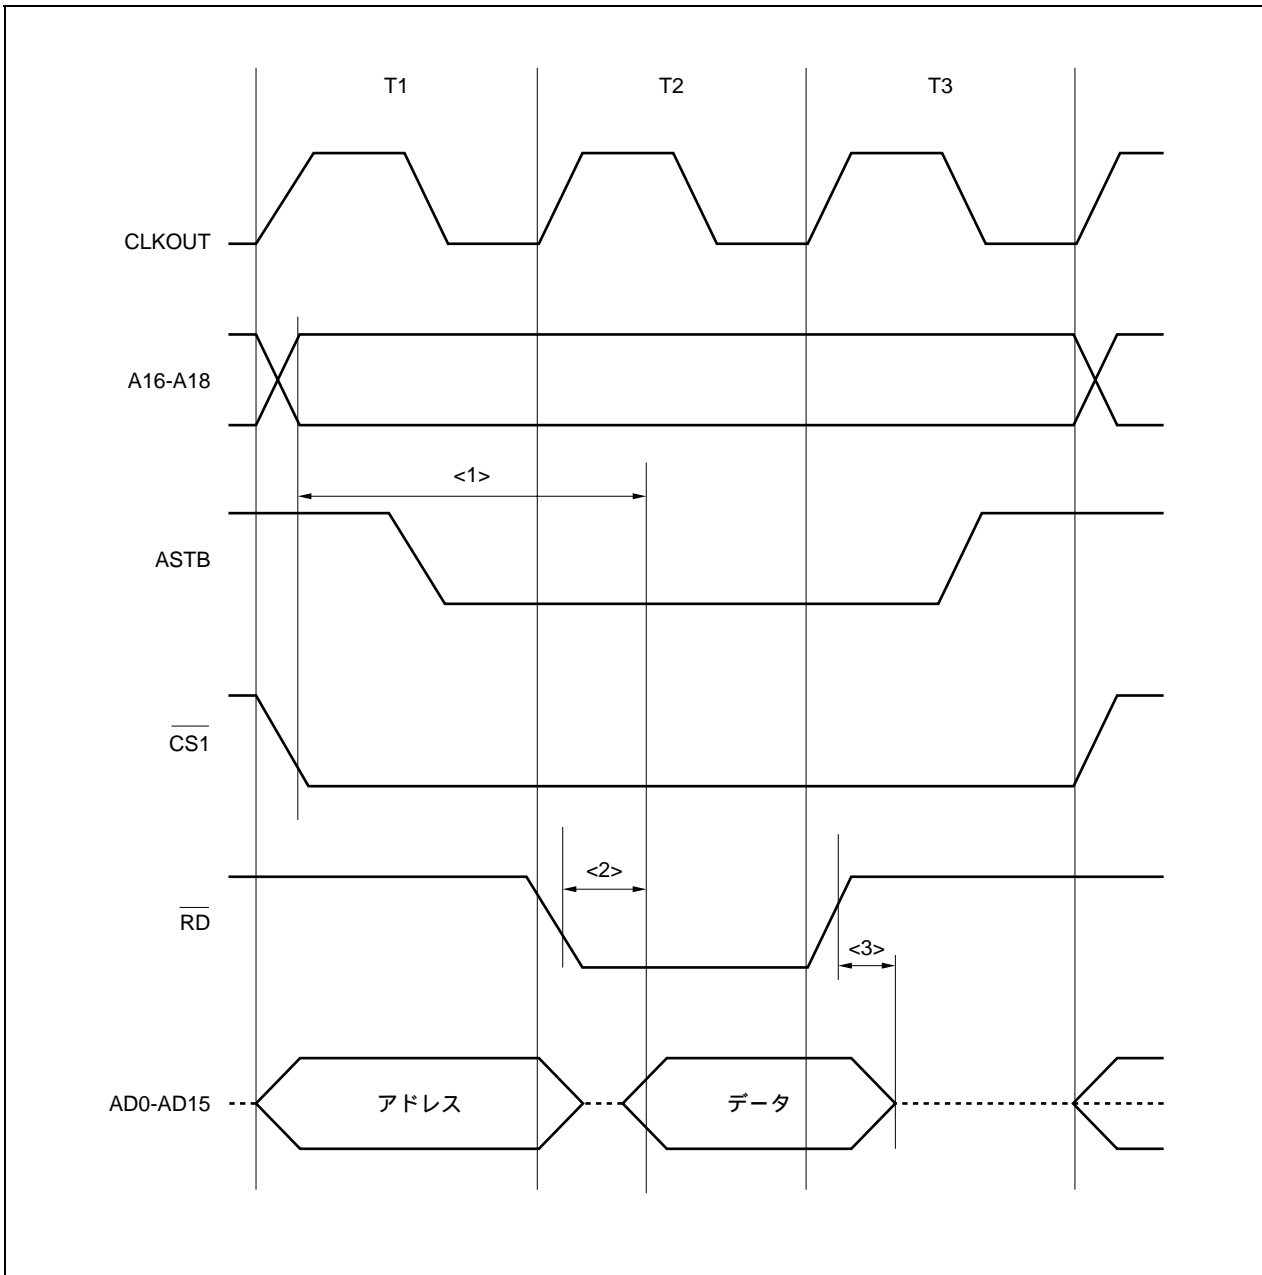 T1 T2 T3
CLKOUT
A16-A18
<1>
ASTB
CS1
<2>
RD
<3>
AD0-AD15 アドレス データ